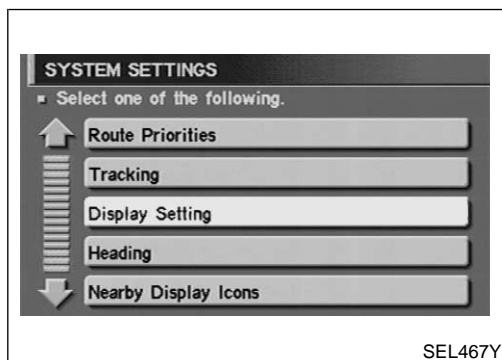 SYSTEM SETTINGS
Select one of the following.
Route Priorities
Tracking
Display Setting
Heading
Nearby Display Icons
SEL467Y